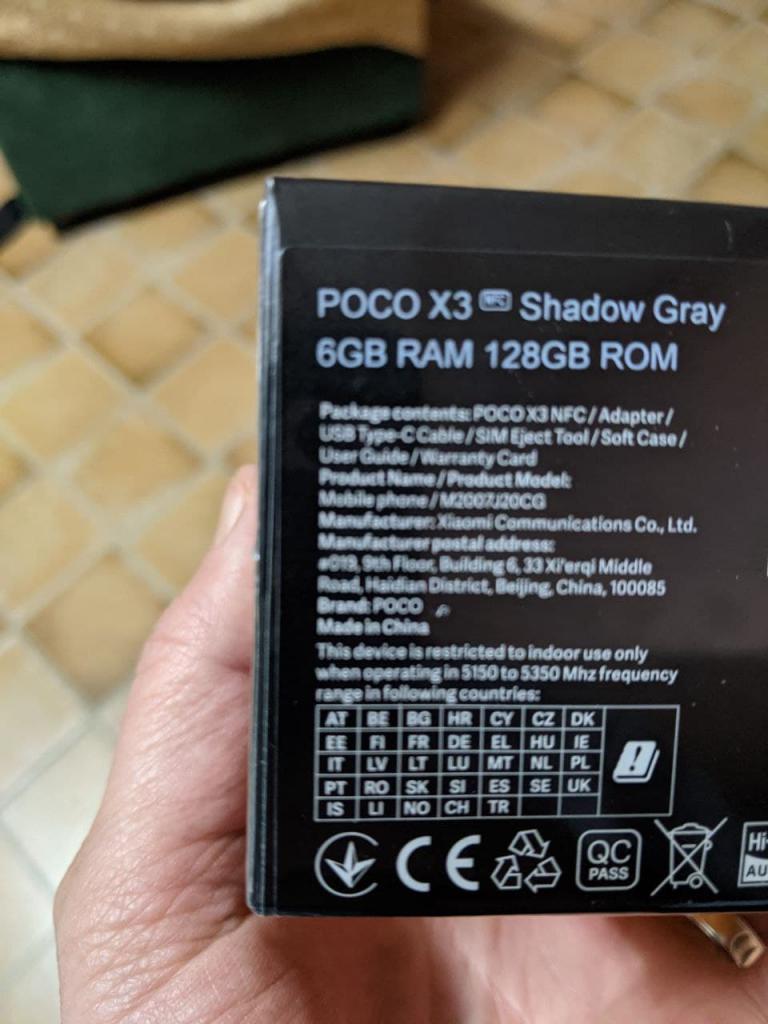 POCO X3 NFC Shadow Gray
6GB RAM 128GB ROM
Package contents: POCO X3 NFC / Adapter /
USB Type-C Cable / SIM Eject Tool / Soft Case /
User Guide / Warranty Card
Product Name / Product Model:
Mobile phone / M2007J20CG
Manufacturer: Xiaomi Communications Co., Ltd.
Manufacturer postal address:
#019, 9th Floor, Building 6, 33 Xi'erqi Middle
Road, Haidian District, Beijing, China, 100085
Brand: POCO
Made in China
This device is restricted to indoor use only
when operating in 5150 to 5350 Mhz frequency
range in following countries:
AT BE BG HR CY CZ DK
EE FI FR DE EL HU IE
IT LV LT LU MT NL PL
PT RO SK SI ES SE UK
IS LI NO CH TR
CE QC
PASS
Hi-
AU